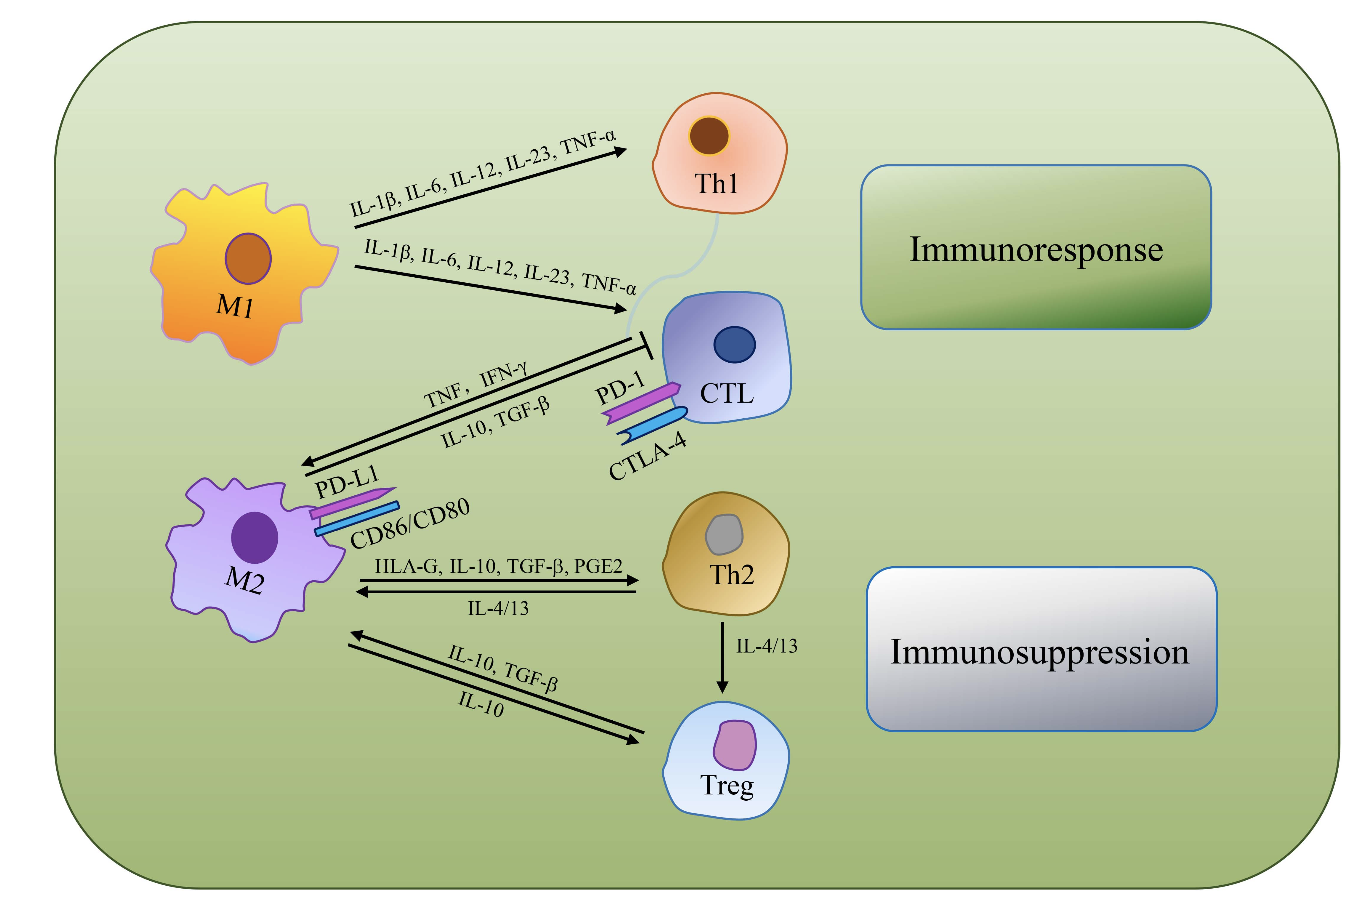 IL-1β, IL-6, IL-12, IL-23, TNF-α
Th1
M1
IL-1β, IL-6, IL-12, IL-23, TNF-α
Immunoresponse
TNF, IFN-γ
IL-10, TGF-β
PD-1
CTL
CTLA-4
PD-L1
CD86/CD80
M2
HLA-G, IL-10, TGF-β, PGE2
IL-4/13
Th2
IL-4/13
Immunosuppression
IL-10, TGF-β
IL-10
Treg